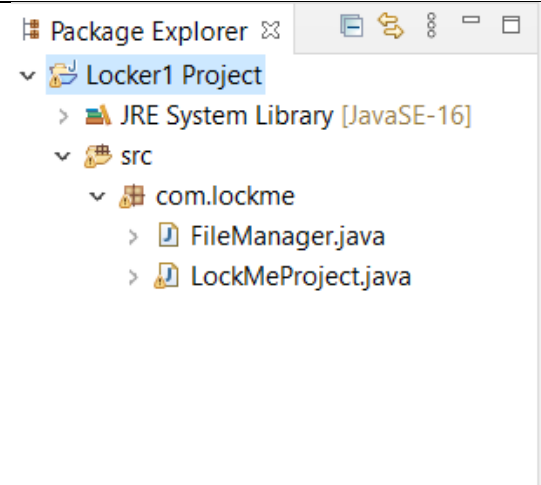 Package Explorer
Locker1 Project
JRE System Library [JavaSE-16]
src
com.lockme
FileManager.java
LockMeProject.java